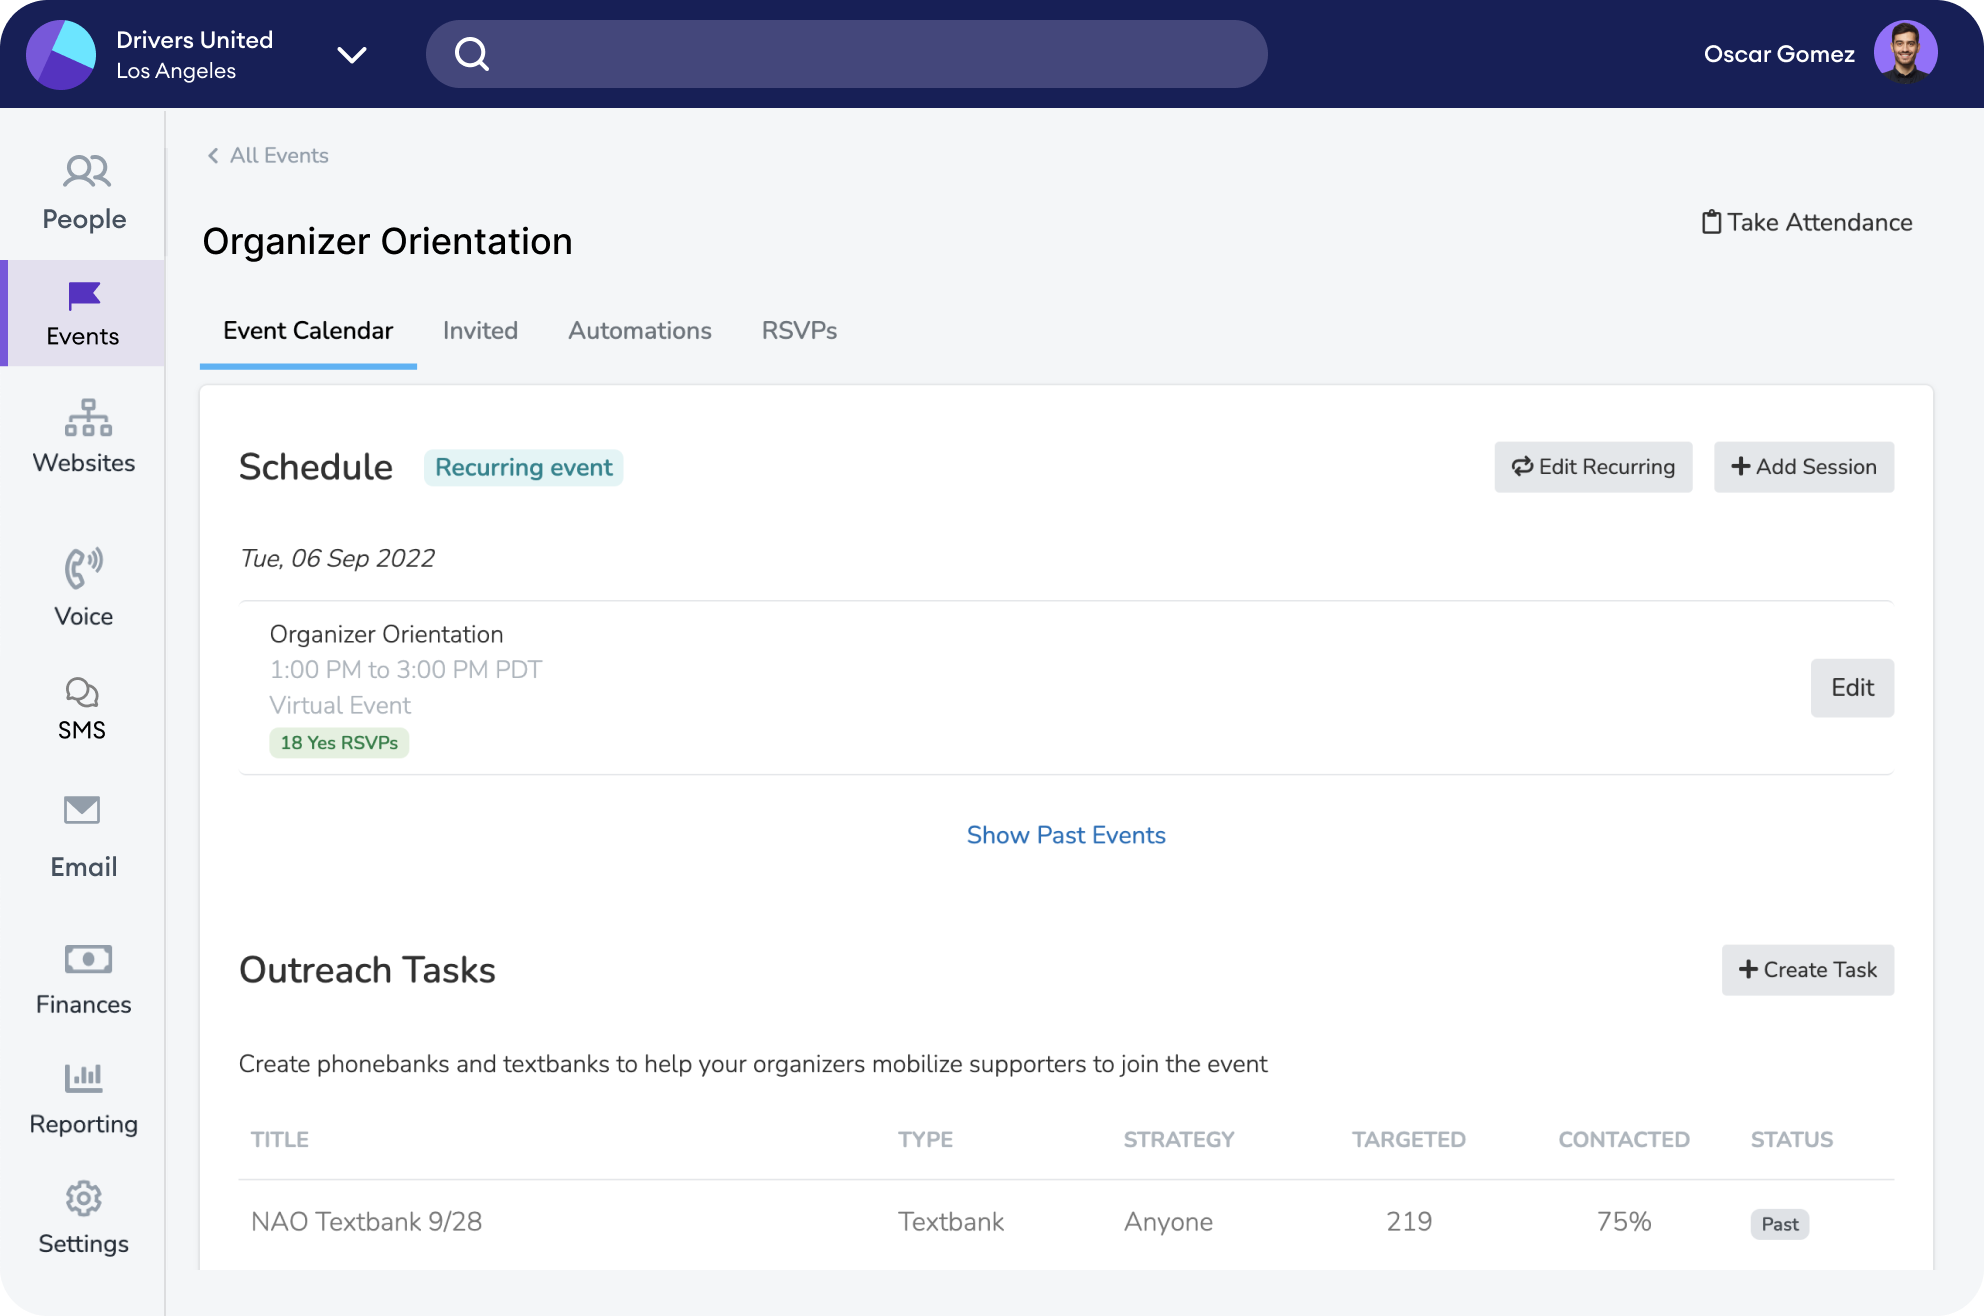 Drivers United
Los Angeles
Oscar Gomez
People
Events
Websites
Voice
SMS
Email
Finances
Reporting
Settings
All Events
Organizer Orientation
Take Attendance
Event Calendar Invited Automations RSVPs
Schedule Recurring event Edit Recurring Add Session
Tue, 06 Sep 2022
Organizer Orientation
1:00 PM to 3:00 PM PDT
Virtual Event
18 Yes RSVPs
Edit
Show Past Events
Outreach Tasks Create Task
Create phonebanks and textbanks to help your organizers mobilize supporters to join the event
TITLE TYPE STRATEGY TARGETED CONTACTED STATUS
NAO Textbank 9/28 Textbank Anyone 219 75% Past